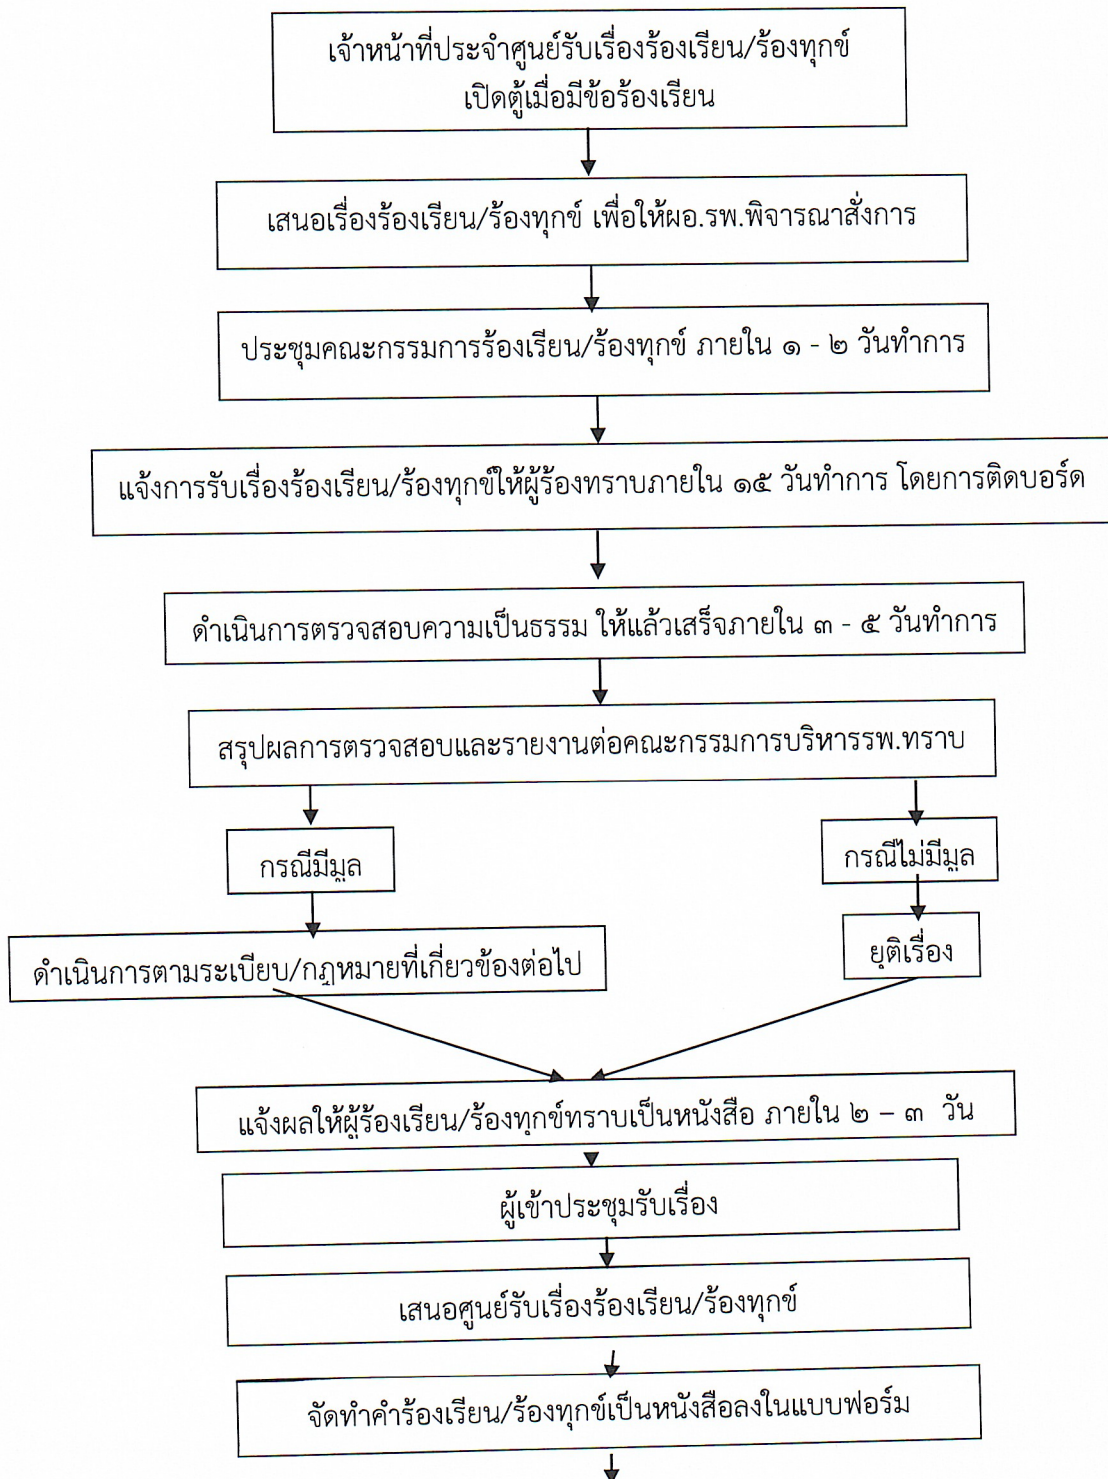 เจ้าหน้าที่ประจำศูนย์รับเรื่องร้องเรียน/ร้องทุกข์
เปิดตู้เมื่อมีข้อร้องเรียน
เสนอเรื่องร้องเรียน/ร้องทุกข์ เพื่อให้ผอ.รพ.พิจารณาสั่งการ
ประชุมคณะกรรมการร้องเรียน/ร้องทุกข์ ภายใน ๑ - ๒ วันทำการ
แจ้งการรับเรื่องร้องเรียน/ร้องทุกข์ให้ผู้ร้องทราบภายใน ๑๕ วันทำการ โดยการติดบอร์ด
ดำเนินการตรวจสอบความเป็นธรรม ให้แล้วเสร็จภายใน ๓ - ๕ วันทำการ
สรุปผลการตรวจสอบและรายงานต่อคณะกรรมการบริหารรพ.ทราบ
กรณีมีมูล
กรณีไม่มีมูล
ดำเนินการตามระเบียบ/กฎหมายที่เกี่ยวข้องต่อไป
ยุติเรื่อง
แจ้งผลให้ผู้ร้องเรียน/ร้องทุกข์ทราบเป็นหนังสือ ภายใน ๒ – ๓ วัน
ผู้เข้าประชุมรับเรื่อง
เสนอศูนย์รับเรื่องร้องเรียน/ร้องทุกข์
จัดทำคำร้องเรียน/ร้องทุกข์เป็นหนังสือลงในแบบฟอร์ม